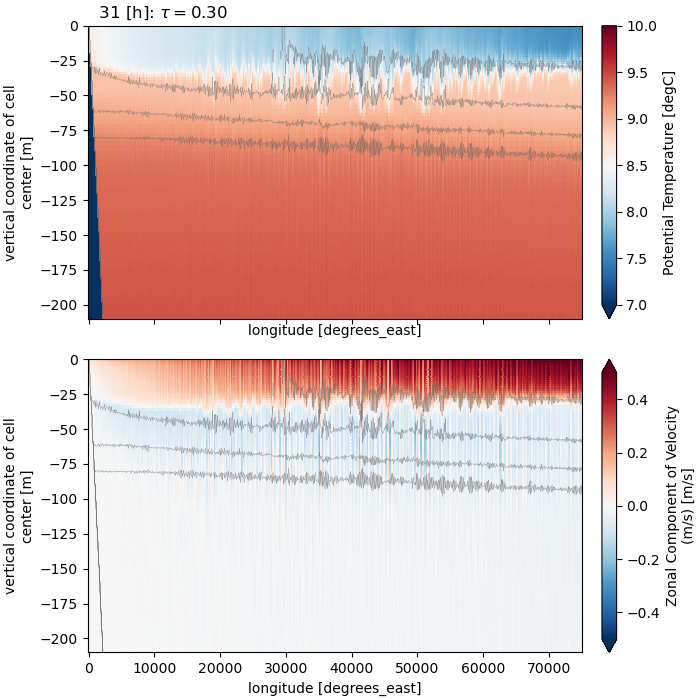 31 [h]: τ = 0.30
0
−25
−50
−75
−100
−125
−150
−175
−200
vertical coordinate of cell
center [m]
longitude [degrees_east]
10.0
9.5
9.0
8.5
8.0
7.5
7.0
Potential Temperature [degC]
0
−25
−50
−75
−100
−125
−150
−175
−200
vertical coordinate of cell
center [m]
0 10000 20000 30000 40000 50000 60000 70000
longitude [degrees_east]
0.4
0.2
0.0
−0.2
−0.4
Zonal Component of Velocity
(m/s) [m/s]